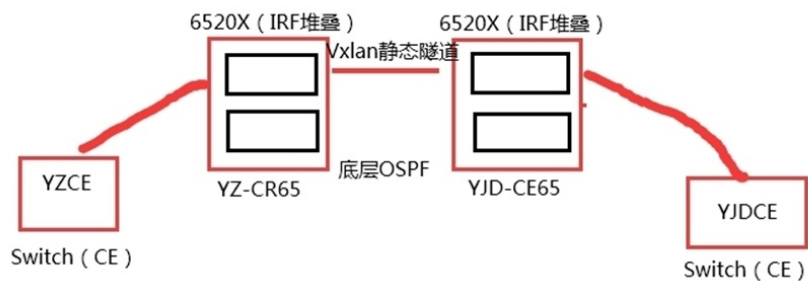 6520X（IRF堆叠）
6520X（IRF堆叠）
Vxlan静态隧道
YZCE
底层OSPF
YZ-CR65
YJD-CE65
YJDCE
Switch（CE）
Switch（CE）